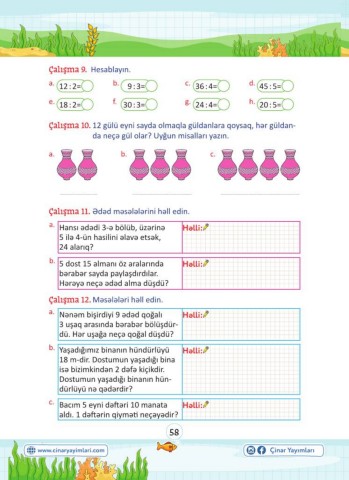 Çalışma 9. Hesablayın.
a. 12:2= b. 9:3= c. 36:4= d. 45:5=
e. 18:2= f. 30:3= g. 24:4= h. 20:5=
Çalışma 10. 12 gülü eyni sayda olmaqla güldanlara qoysaq, hər güldan-
da neçə gül olar? Uyğun misalları yazın.
a. b. c.
Çalışma 11. Ədəd məsələlərini həll edin.
a. Hansı ədədi 3-ə bölüb, üzərinə
5 ilə 4-ün hasilini əlavə etsək,
24 alarıq?
Həlli:
b. 5 dost 15 almanı öz aralarında
bərabər sayda paylaşdırdılar.
Hərəyə neçə ədəd alma düşdü?
Həlli:
Çalışma 12. Məsələləri həll edin.
a. Nənəm bişirdiyi 9 ədəd qoğalı
3 uşaq arasında bərabər bölüşdür-
dü. Hər uşağa neçə qoğal düşdü?
Həlli:
b. Yaşadığımız binanın hündürlüyü
18 m-dir. Dostumun yaşadığı bina
isə bizimkindən 2 dəfə kiçikdir.
Dostumun yaşadığı binanın hün-
dürlüyü nə qədərdir?
Həlli:
c. Bacım 5 eyni dəftəri 10 manata
aldı. 1 dəftərin qiyməti neçəyədir?
Həlli:
58
www.cinaryayimlari.com
Çinar Yayımları